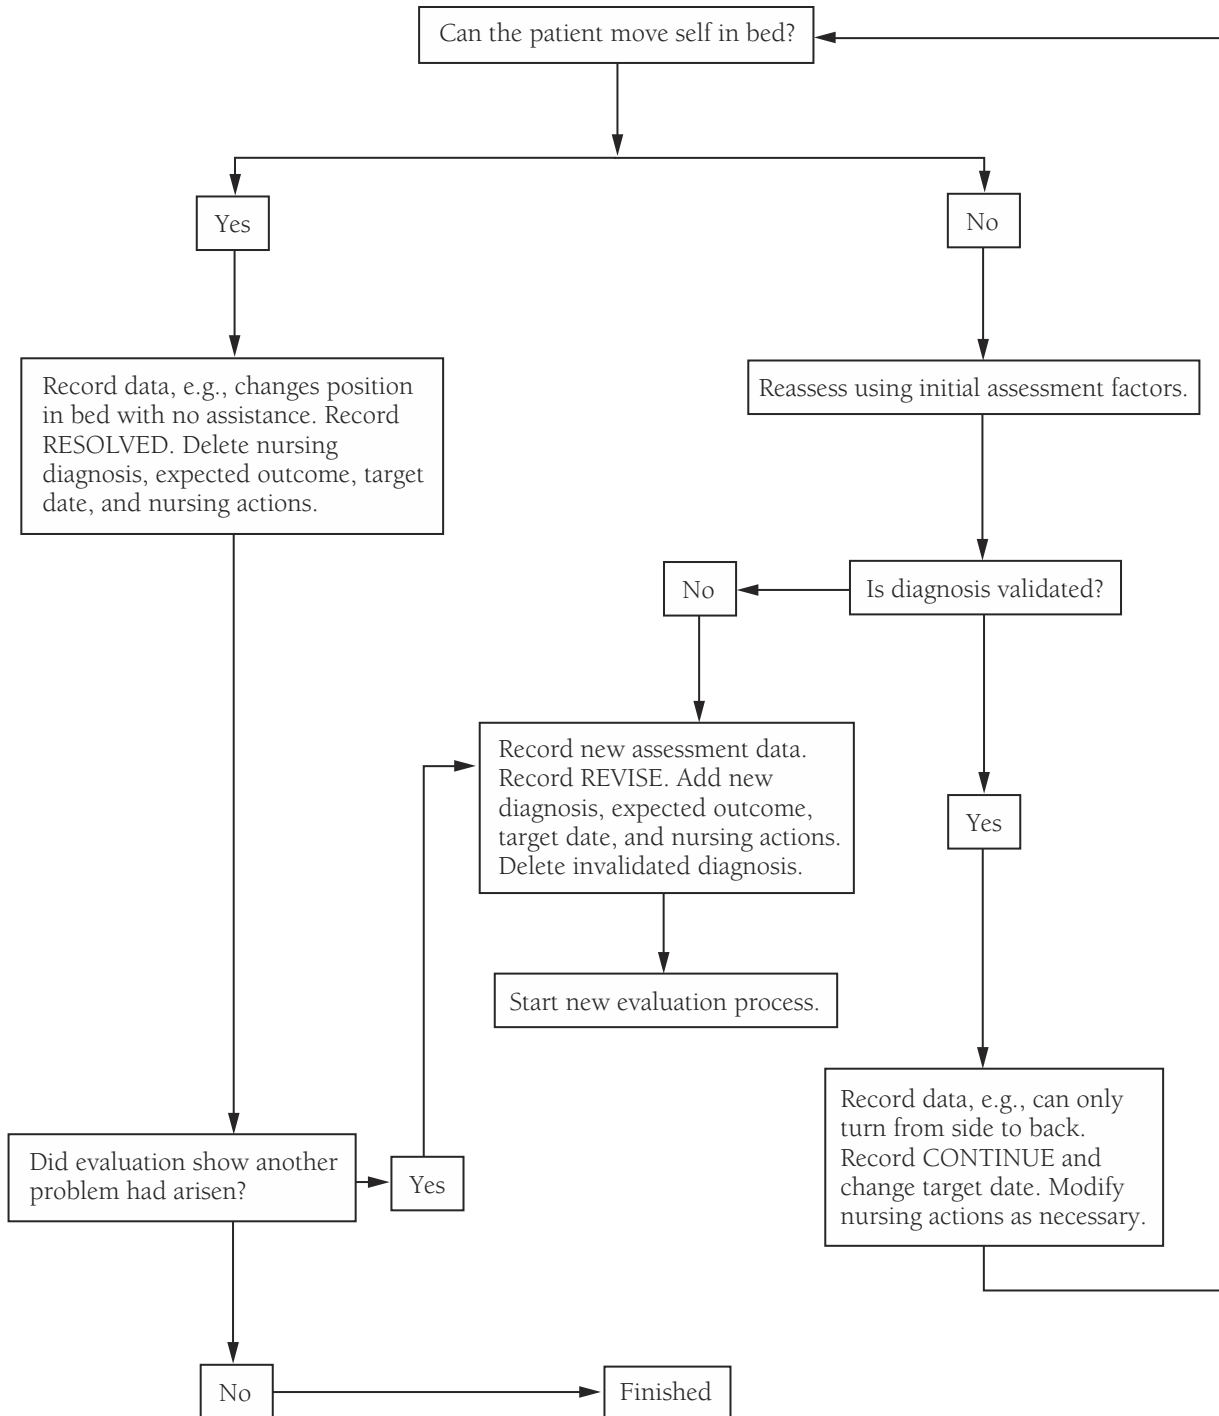 Can the patient move self in bed?
Yes
No
Record data, e.g., changes position
in bed with no assistance. Record
RESOLVED. Delete nursing
diagnosis, expected outcome, target
date, and nursing actions.
Reassess using initial assessment factors.
No
Is diagnosis validated?
Record new assessment data.
Record REVISE. Add new
diagnosis, expected outcome,
target date, and nursing actions.
Delete invalidated diagnosis.
Yes
Start new evaluation process.
Record data, e.g., can only
turn from side to back.
Record CONTINUE and
change target date. Modify
nursing actions as necessary.
Did evaluation show another
problem had arisen?
Yes
No
Finished